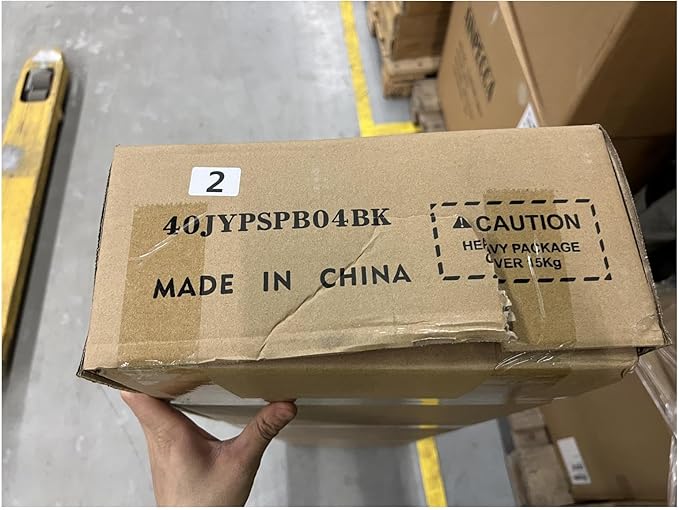 2
40JYPSPB04BK
MADE IN CHINA
CAUTION
HEAVY PACKAGE
OVER 15Kg